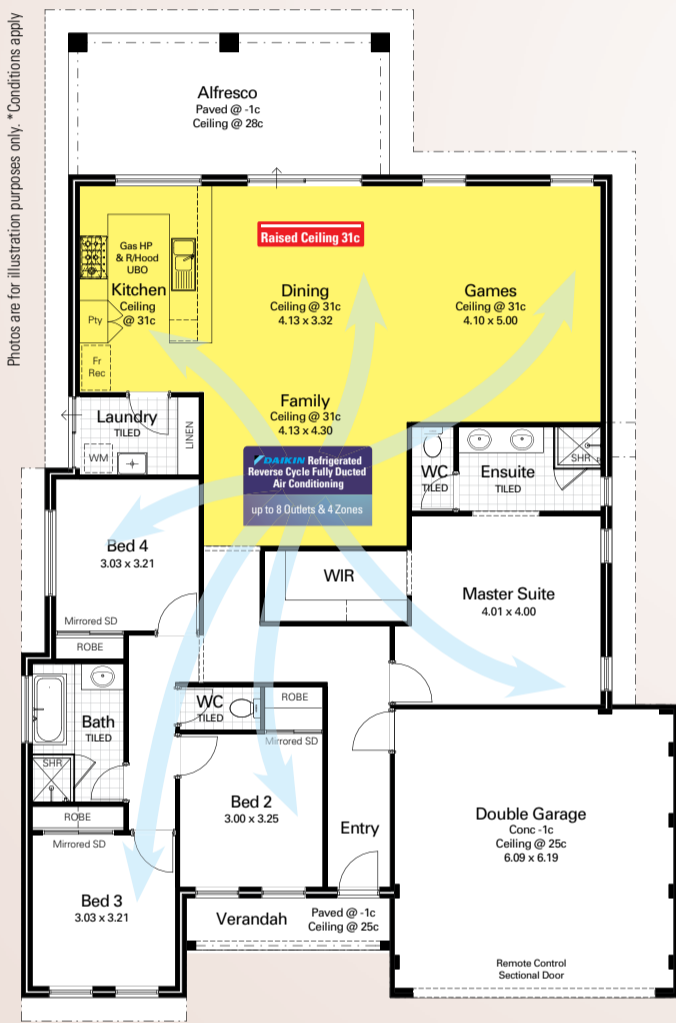 Photos are for illustration purposes only. *Conditions apply
Alfresco
Paved @ -1c
Ceiling @ 28c
Raised Ceiling 31c
Gas HP
& R/Hood
UBO
Kitchen
Ceiling
@ 31c
Pty
Fr
Rec
Dining
Ceiling @ 31c
4.13 x 3.32
Games
Ceiling @ 31c
4.10 x 5.00
Family
Ceiling @ 31c
4.13 x 4.30
DAIKIN Refrigerated
Reverse Cycle Fully Ducted
Air Conditioning
up to 8 Outlets & 4 Zones
Laundry
TILED
LINEN
WM
WC
TILED
Ensuite
TILED
SHR
Bed 4
3.03 x 3.21
Mirrored SD
ROBE
WIR
Master Suite
4.01 x 4.00
Bath
TILED
SHR
WC
TILED
ROBE
Mirrored SD
ROBE
Mirrored SD
Bed 2
3.00 x 3.25
Entry
Double Garage
Conc -1c
Ceiling @ 25c
6.09 x 6.19
Bed 3
3.03 x 3.21
Verandah
Paved @ -1c
Ceiling @ 25c
Remote Control
Sectional Door